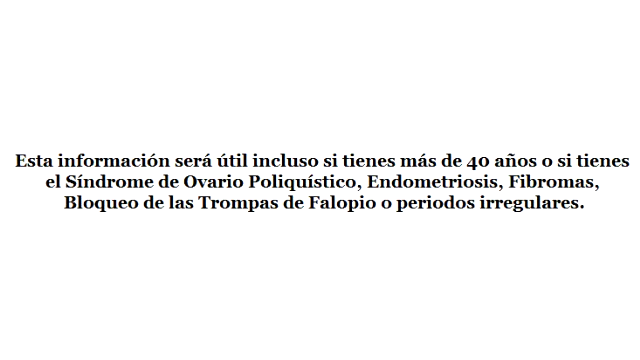 Esta información será útil incluso si tienes más de 40 años o si tienes
el Síndrome de Ovario Poliquístico, Endometriosis, Fibromas,
Bloqueo de las Trompas de Falopio o periodos irregulares.